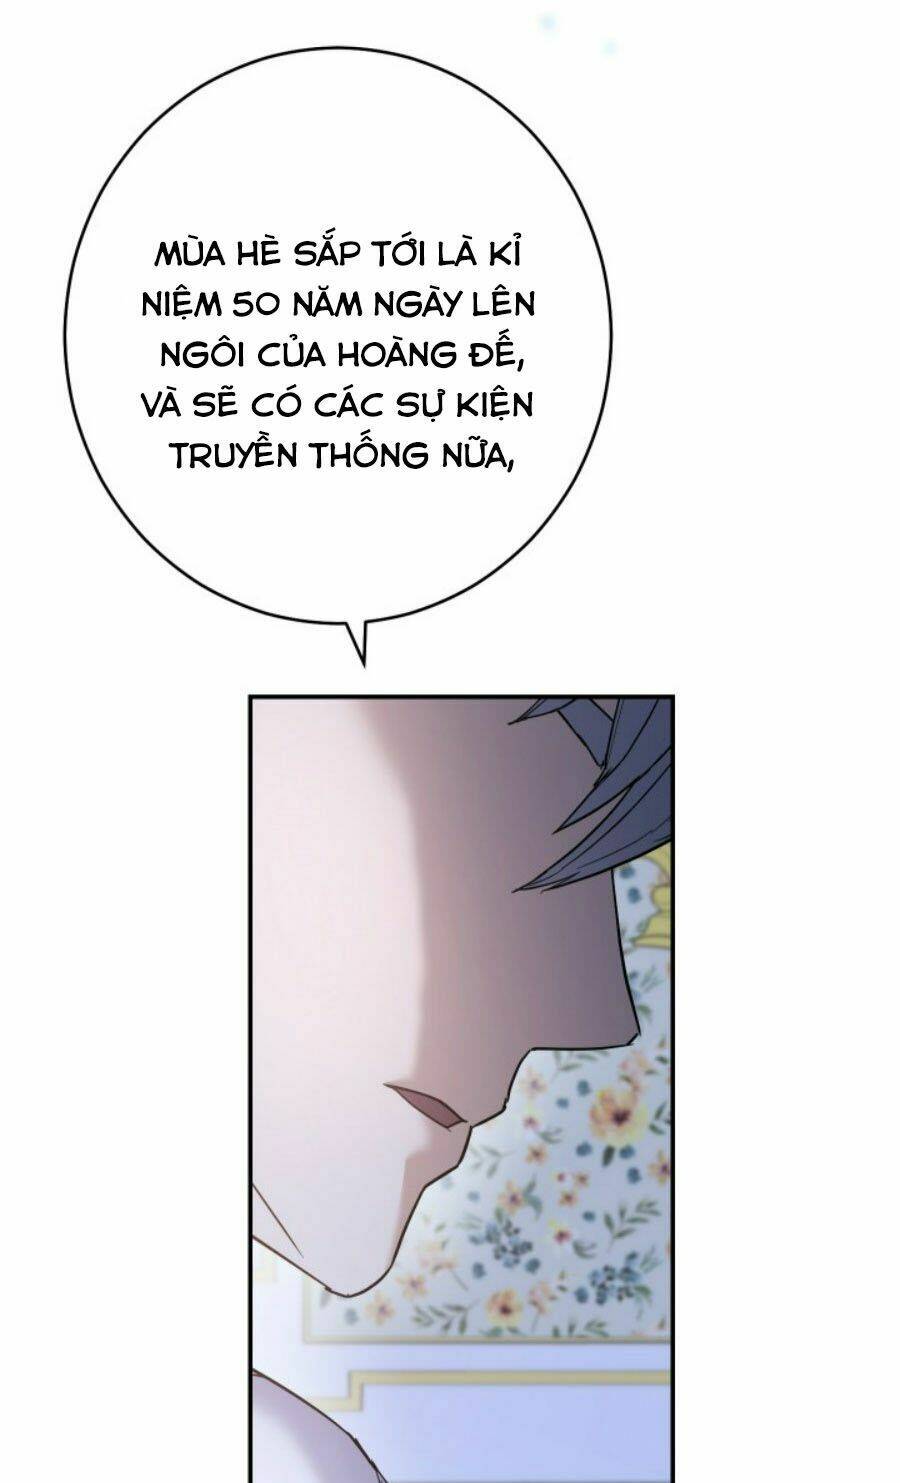 MÙA HÈ SẮP TỚI LÀ KỈ
NIỆM 50 NĂM NGÀY LÊN
NGÔI CỦA HOÀNG ĐẾ,
VÀ SẼ CÓ CÁC SỰ KIỆN
TRUYỀN THỐNG NỮA,